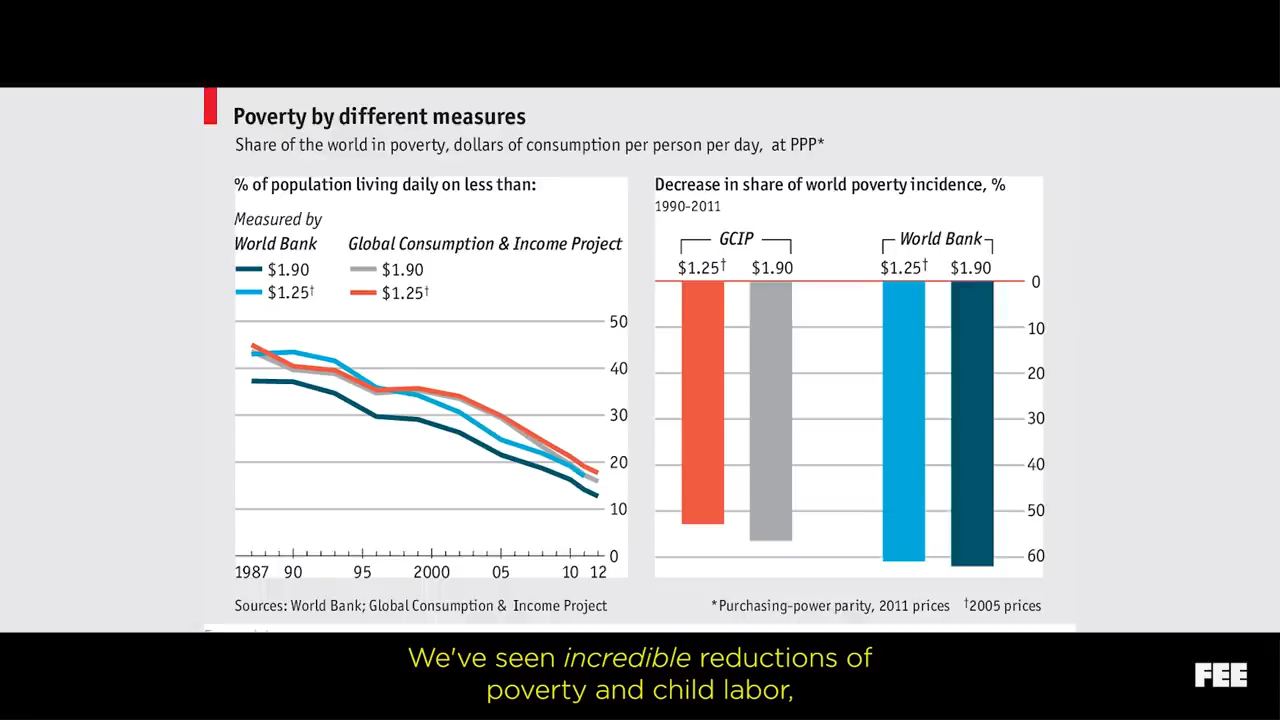 Poverty by different measures
Share of the world in poverty, dollars of consumption per person per day, at PPP*
% of population living daily on less than:
Measured by
World Bank Global Consumption & Income Project
$1.90 $1.90
$1.25† $1.25†
50
40
30
20
10
0
1987 90 95 2000 05 10 12
Decrease in share of world poverty incidence, %
1990-2011
GCIP World Bank
$1.25† $1.90 $1.25† $1.90
0
10
20
30
40
50
60
Sources: World Bank; Global Consumption & Income Project
*Purchasing-power parity, 2011 prices †2005 prices
We've seen incredible reductions of
poverty and child labor,
FEE